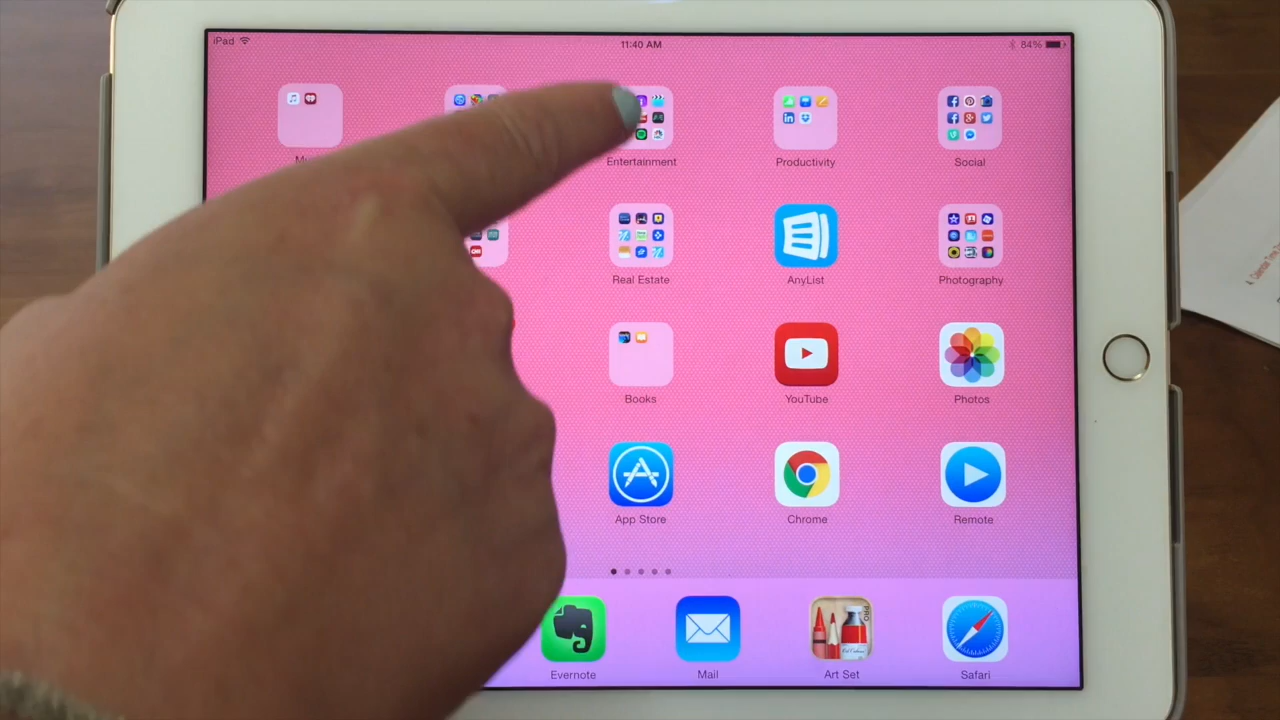 iPad
11:40 AM
84%
Entertainment
Productivity
Social
Real Estate
AnyList
Photography
Books
YouTube
Photos
App Store
Chrome
Remote
Evernote
Mail
Art Set
Safari